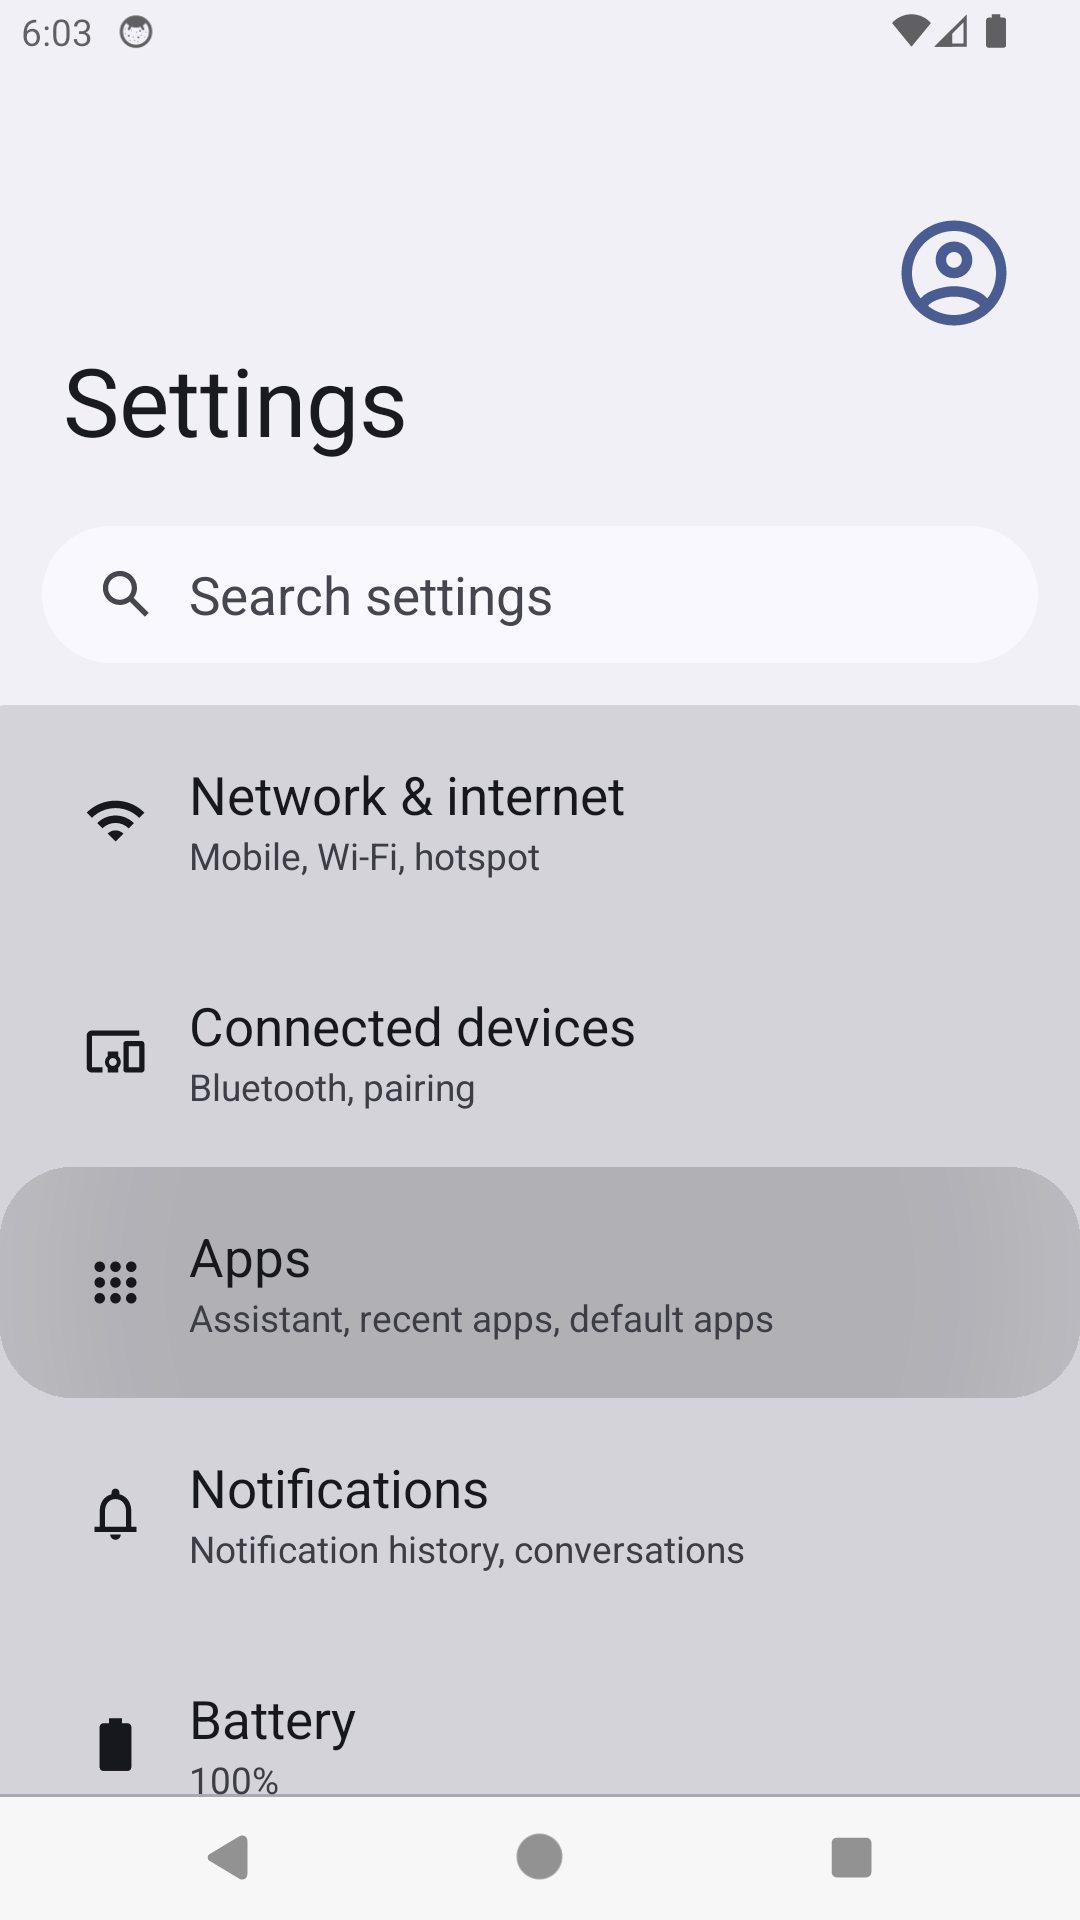 6:03
Settings
Search settings
Network & internet
Mobile, Wi-Fi, hotspot
Connected devices
Bluetooth, pairing
Apps
Assistant, recent apps, default apps
Notifications
Notification history, conversations
Battery
100%